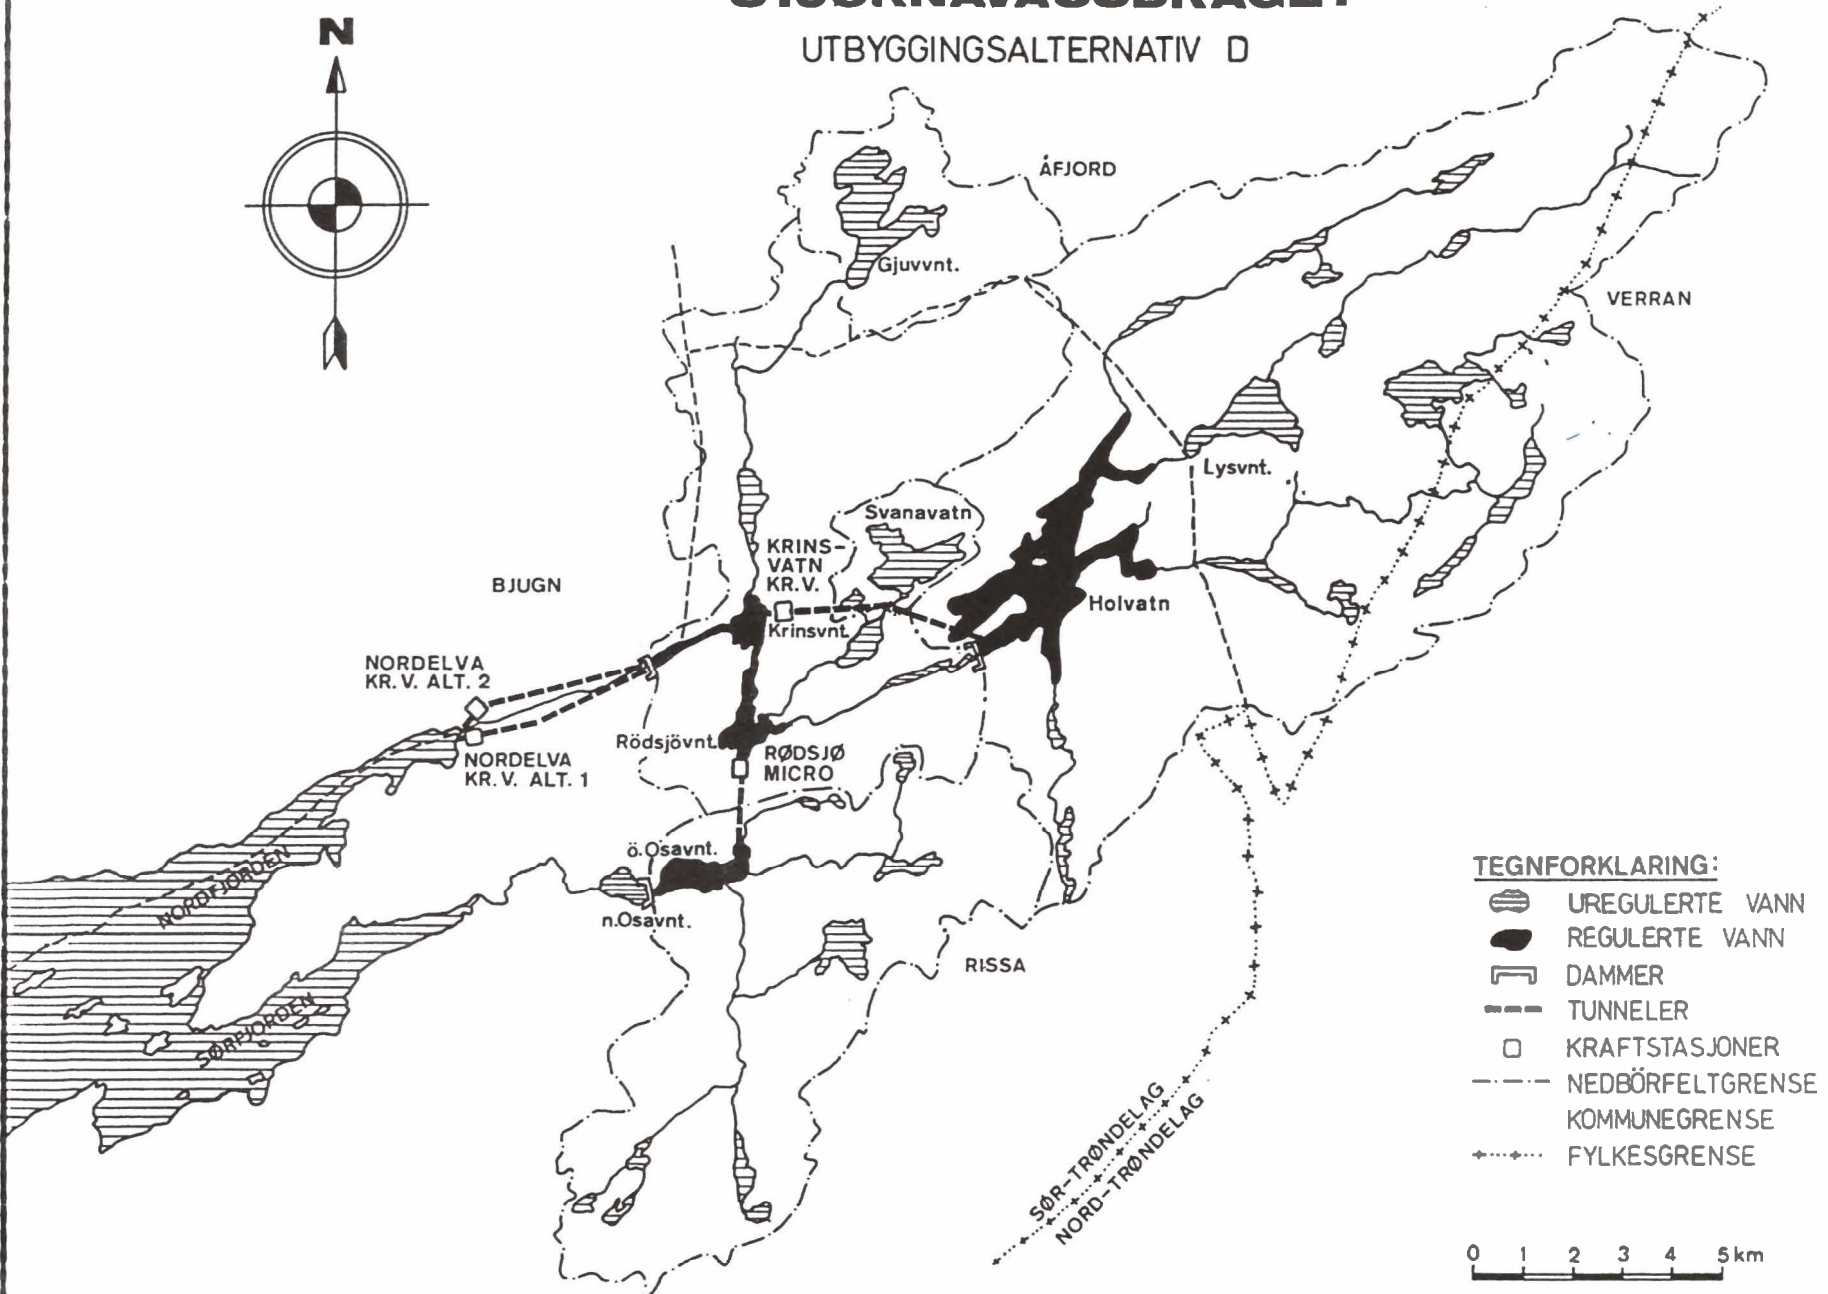 N
UTBYGGINGSALTERNATIV D
ÅFJORD
Gjuvvnt.
VERRAN
Lysvnt.
Svanavatn
KRINS-
VATN
KR.V.
BJUGN
Holvatn
Krinsvnt.
NORDELVA
KR.V. ALT. 2
Rödsjövnt.
RØDSJØ
MICRO
NORDELVA
KR.V. ALT. 1
ö.Osavnt.
NORDFJORDEN
n.Osavnt.
RISSA
SØRFJORDEN
SØR-TRØNDELAG
NORD-TRØNDELAG
TEGNFORKLARING:
UREGULERTE VANN
REGULERTE VANN
DAMMER
TUNNELER
KRAFTSTASJONER
NEDBÖRFELTGRENSE
KOMMUNEGRENSE
FYLKESGRENSE
0 1 2 3 4 5 km